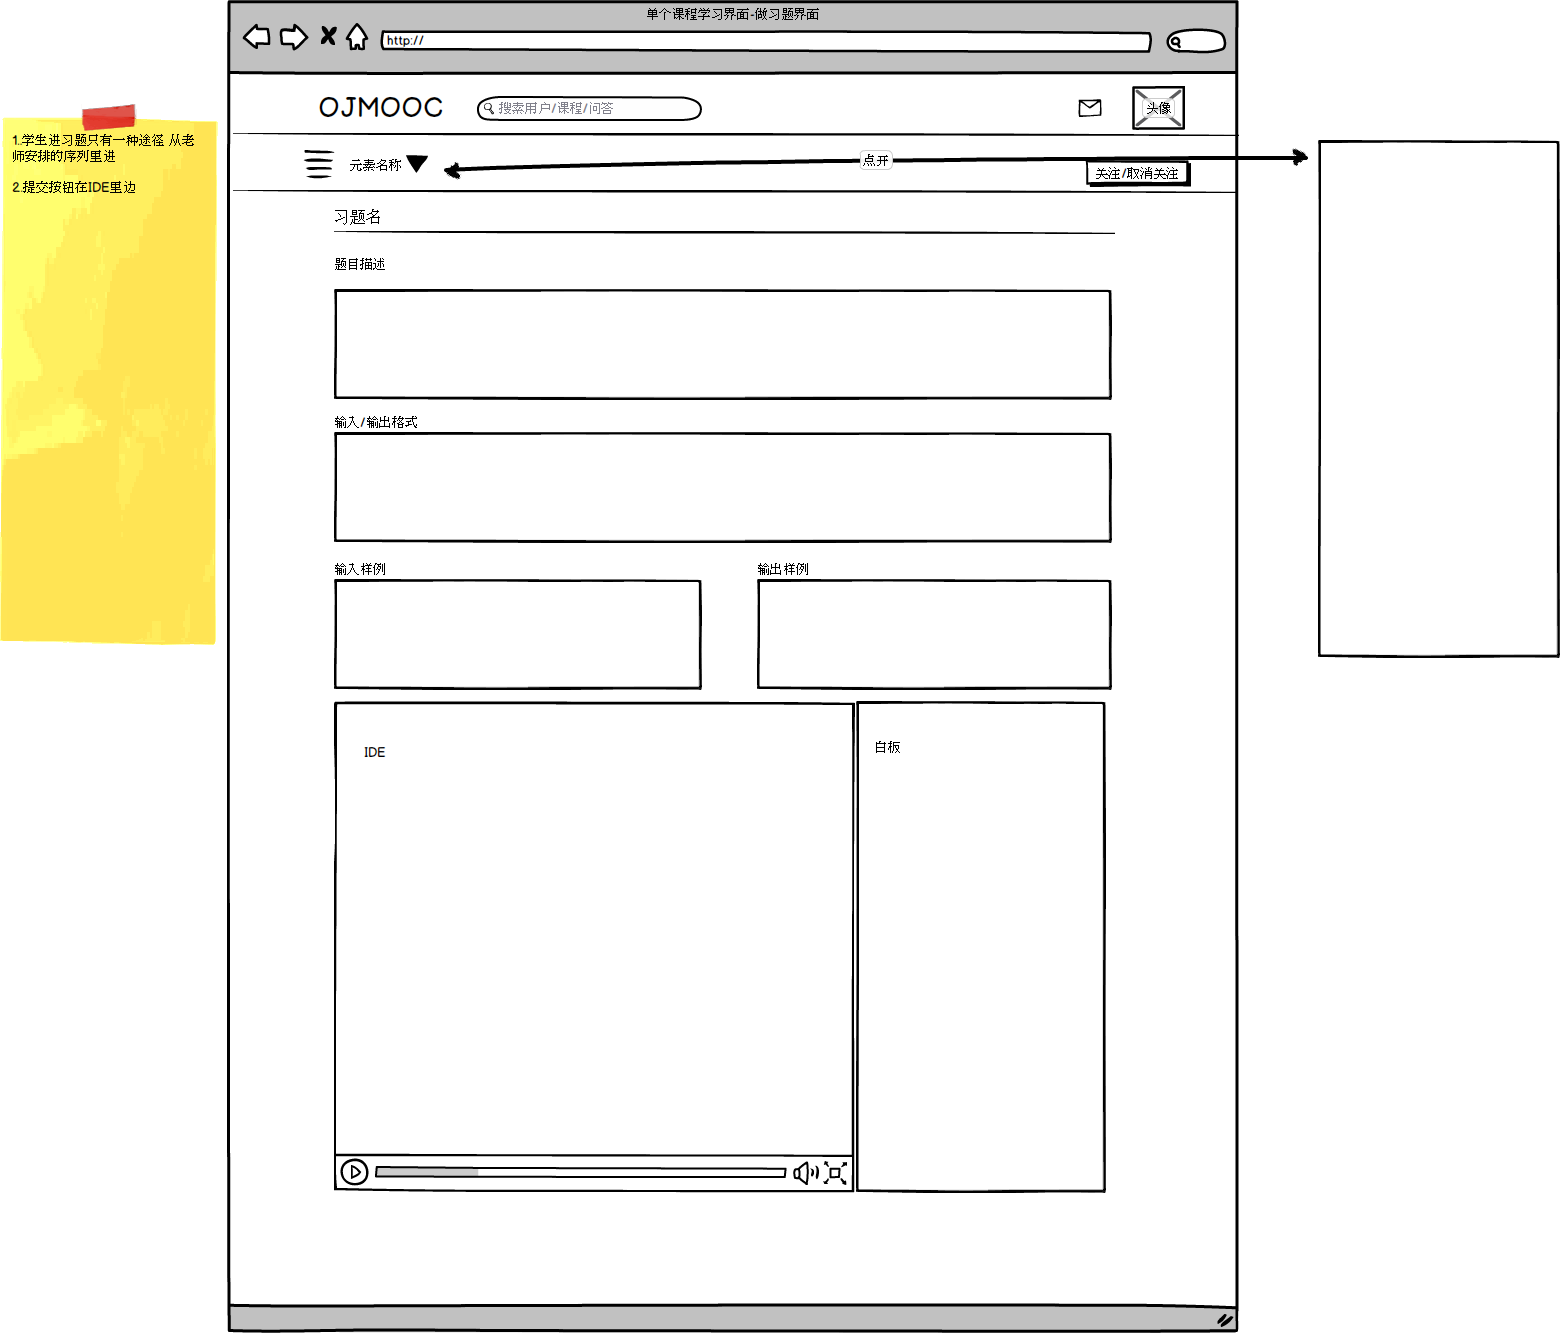 单个课程学习界面-做习题界面
http://
OJMOOC
搜索用户/课程/问答
头像
1.学生进习题只有一种途径 从老
师安排的序列里进
2.提交按钮在IDE里边
元素名称
点开
关注/取消关注
习题名
题目描述
输入/输出格式
输入样例
输出样例
IDE
白板